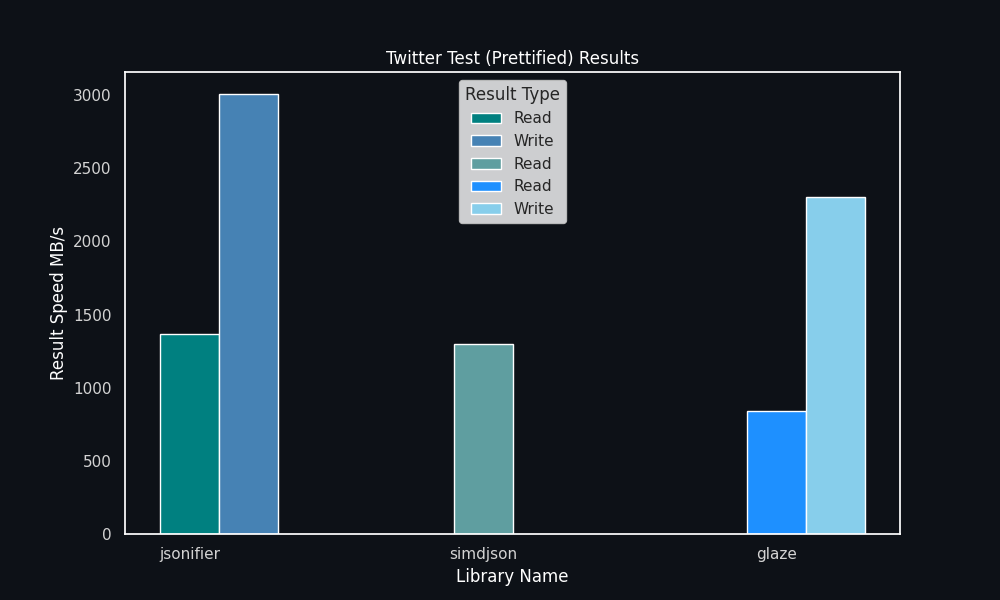 Twitter Test (Prettified) Results
Result Type
Read
Write
Read
Read
Write
Result Speed MB/s
3000
2500
2000
1500
1000
500
0
jsonifier
simdjson
glaze
Library Name